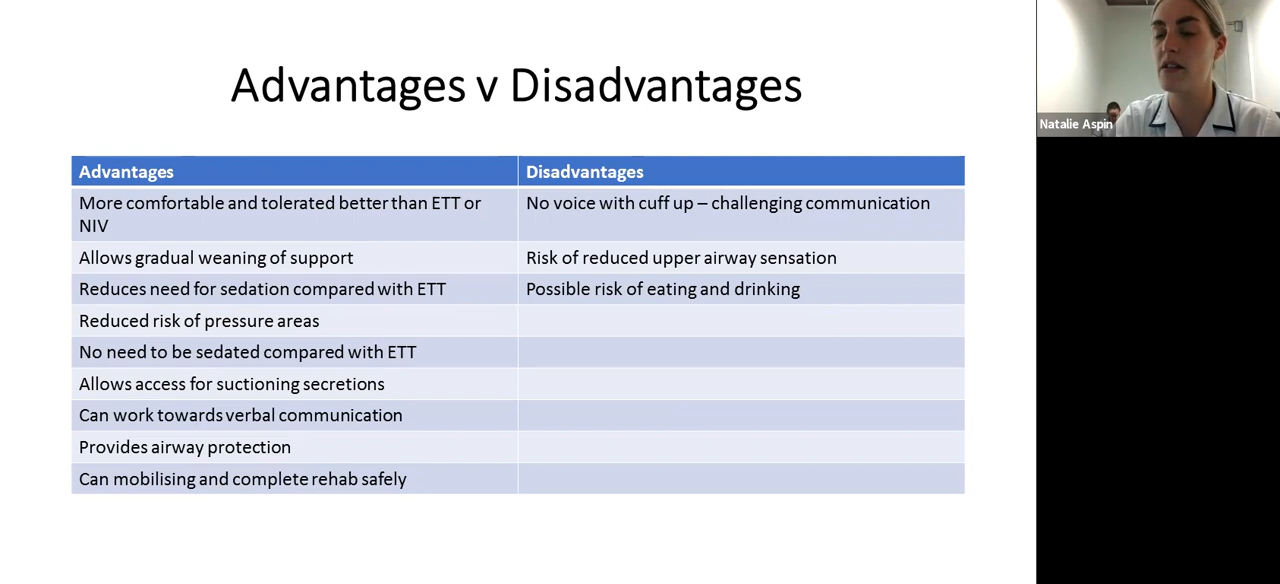 Advantages v Disadvantages
Natalie Aspin
Advantages
Disadvantages
More comfortable and tolerated better than ETT or
NIV
No voice with cuff up – challenging communication
Allows gradual weaning of support
Risk of reduced upper airway sensation
Reduces need for sedation compared with ETT
Possible risk of eating and drinking
Reduced risk of pressure areas
No need to be sedated compared with ETT
Allows access for suctioning secretions
Can work towards verbal communication
Provides airway protection
Can mobilising and complete rehab safely